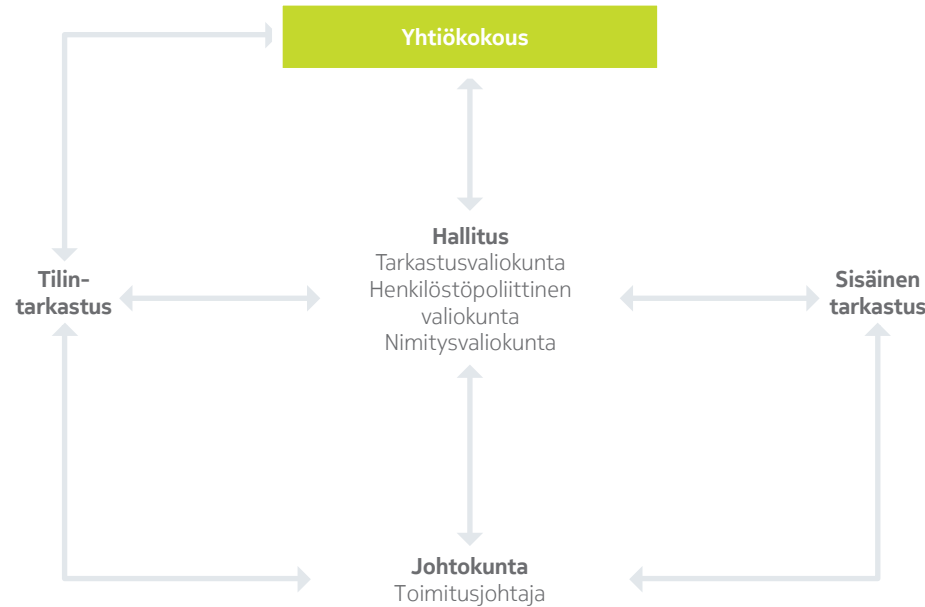 Yhtiökokous
Hallitus
Tarkastusvaliokunta
Henkilöstöpoliittinen
valiokunta
Nimitysvaliokunta
Tilin-
tarkastus
Sisäinen
tarkastus
Johtokunta
Toimitusjohtaja